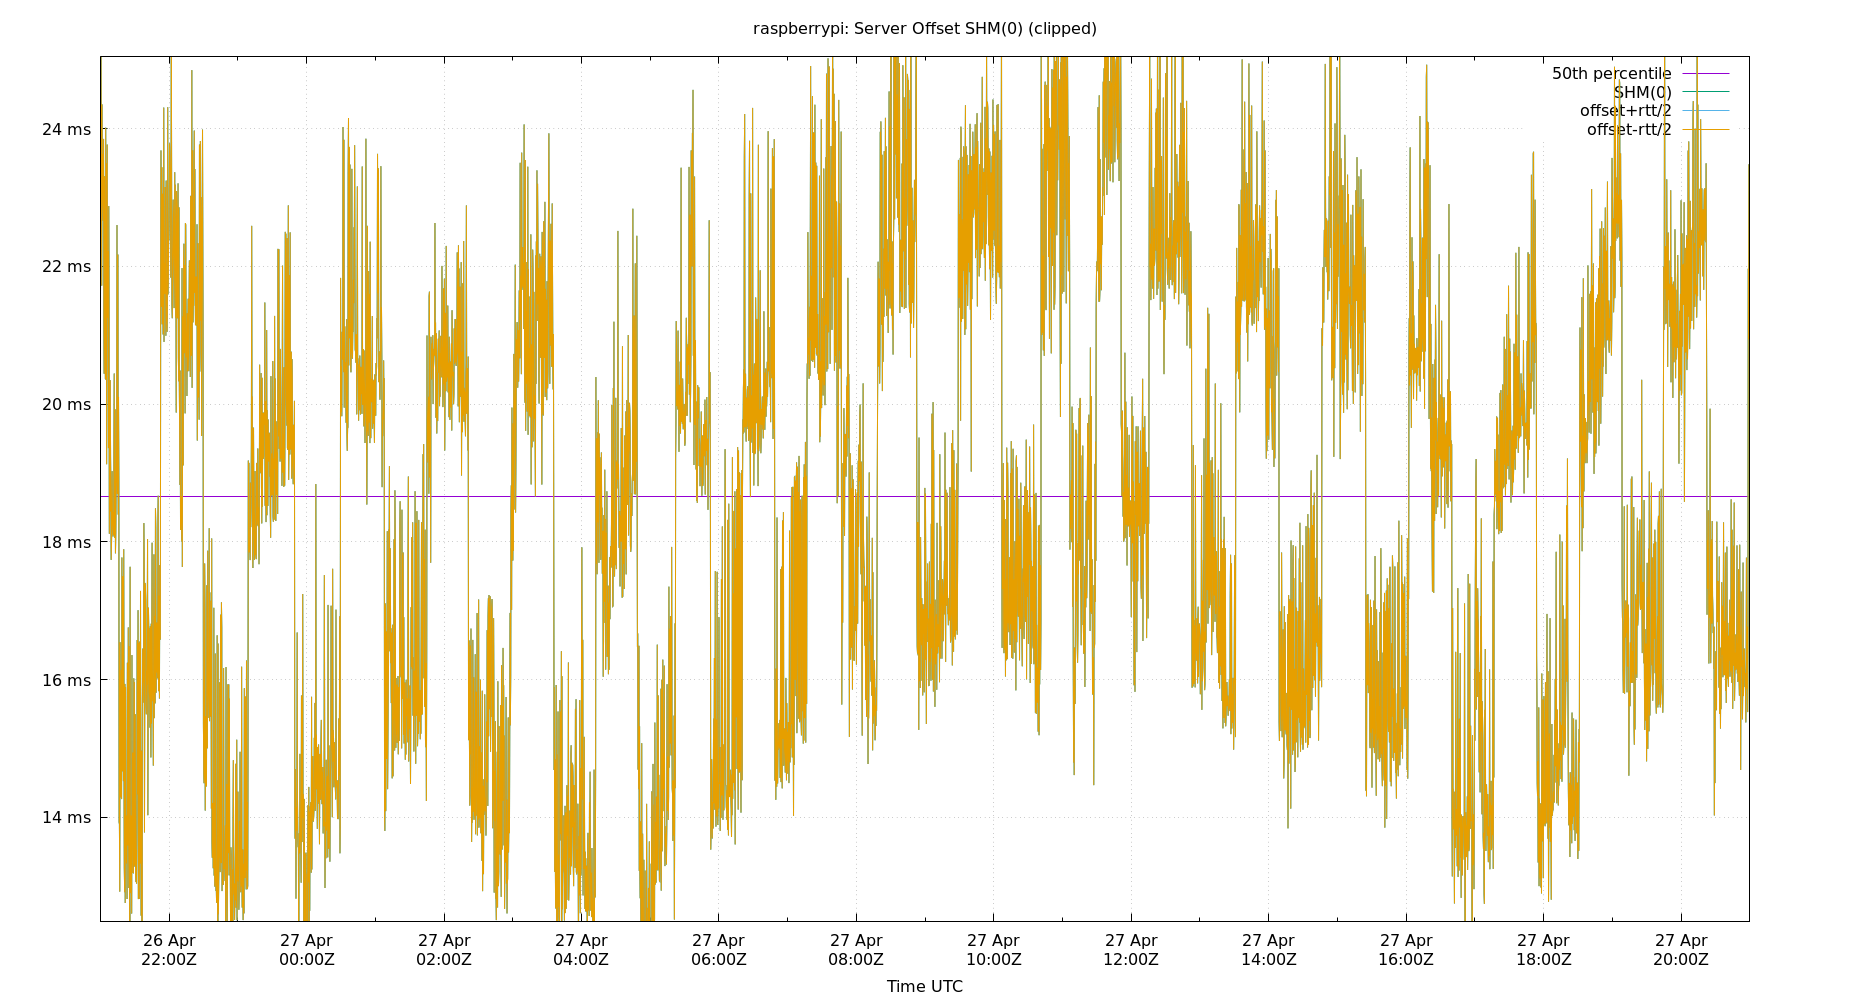 raspberrypi: Server Offset SHM(0) (clipped)
50th percentile
SHM(0)
offset+rtt/2
offset-rtt/2
24 ms
22 ms
20 ms
18 ms
16 ms
14 ms
26 Apr 27 Apr 27 Apr 27 Apr 27 Apr 27 Apr 27 Apr 27 Apr 27 Apr 27 Apr 27 Apr 27 Apr
22:00Z 00:00Z 02:00Z 04:00Z 06:00Z 08:00Z 10:00Z 12:00Z 14:00Z 16:00Z 18:00Z 20:00Z
Time UTC